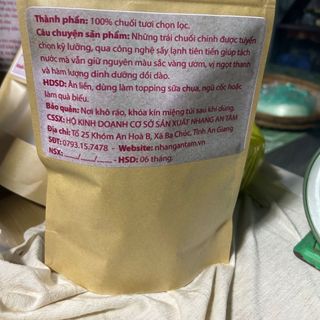 Thành phần: 100% chuối tươi chọn lọc.
Câu chuyện sản phẩm: Những trái chuối chín được tuyển
chọn kỹ lưỡng, qua công nghệ sấy lạnh tiên tiến giúp tách
nước mà vẫn giữ nguyên màu sắc vàng ươm, vị ngọt thanh
và hàm lượng dinh dưỡng dồi dào.
HDSD: Ăn liền, dùng làm topping sữa chua, ngũ cốc hoặc
làm quà biếu.
Bảo quản: Nơi khô ráo, khóa kín miệng túi sau khi dùng.
CSSX: HỘ KINH DOANH CƠ SỞ SẢN XUẤT NHANG AN TÂM
Địa chỉ: Tổ 25 Khóm An Hoà B, Xã Ba Chúc, Tỉnh An Giang
SĐT: 0793.15.7478 - Website: nhangantam.vn
NSX: ___/___/___ - HSD: 06 tháng.